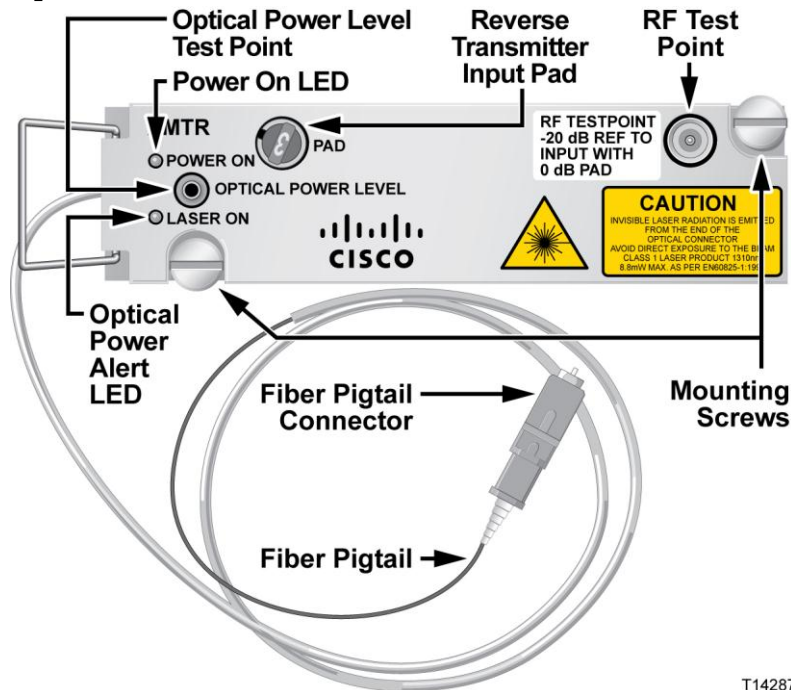 Optical Power Level
Test Point
Power On LED
Reverse
Transmitter
Input Pad
RF Test
Point
MTR
POWER ON
3
PAD
OPTICAL POWER LEVEL
LASER ON
CISCO
RF TESTPOINT
-20 dB REF TO
INPUT WITH
0 dB PAD
CAUTION
INVISIBLE LASER RADIATION IS EMITTED
FROM THE END OF THE
OPTICAL CONNECTOR
AVOID DIRECT EXPOSURE TO THE BEAM
CLASS 1 LASER PRODUCT 1310nm
8.8mW MAX. AS PER EN60825-1:199
Optical
Power
Alert
LED
Fiber Pigtail
Connector
Mounting
Screws
Fiber Pigtail
T14287